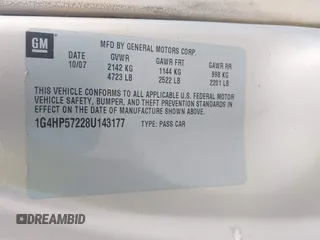 GM
MFD BY GENERAL MOTORS CORP
DATE GVWR GAWR FRT GAWR RR
10/07 2142 KG 1144 KG 998 KG
4723 LB 2522 LB 2201 LB
THIS VEHICLE CONFORMS TO ALL APPLICABLE U.S. FEDERAL MOTOR
VEHICLE SAFETY, BUMPER, AND THEFT PREVENTION STANDARDS
IN EFFECT ON THE DATE OF MANUFACTURE SHOWN ABOVE.
1G4HP57228U143177 TYPE: PASS CAR
DREAMBID